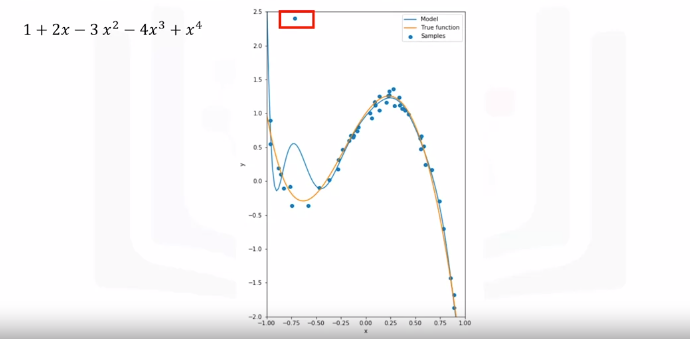 1 + 2x − 3 x² − 4x³ + x⁴
2.5
2.0
1.5
1.0
0.5
0.0
−0.5
−1.0
−1.5
−2.0
y
−1.00 −0.75 −0.50 −0.25 0.00 0.25 0.50 0.75 1.00
x
Model
True function
Samples